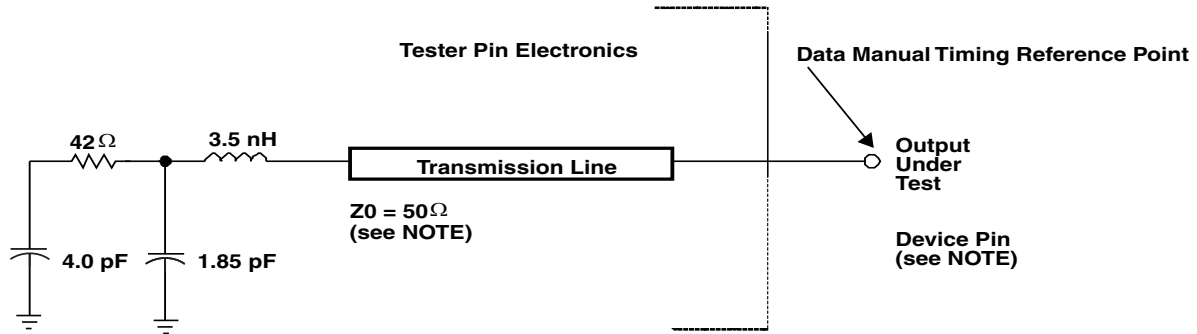 Tester Pin Electronics
Data Manual Timing Reference Point
42Ω
3.5 nH
Transmission Line
Output
Under
Test
Z0 = 50Ω
(see NOTE)
Device Pin
(see NOTE)
4.0 pF
1.85 pF